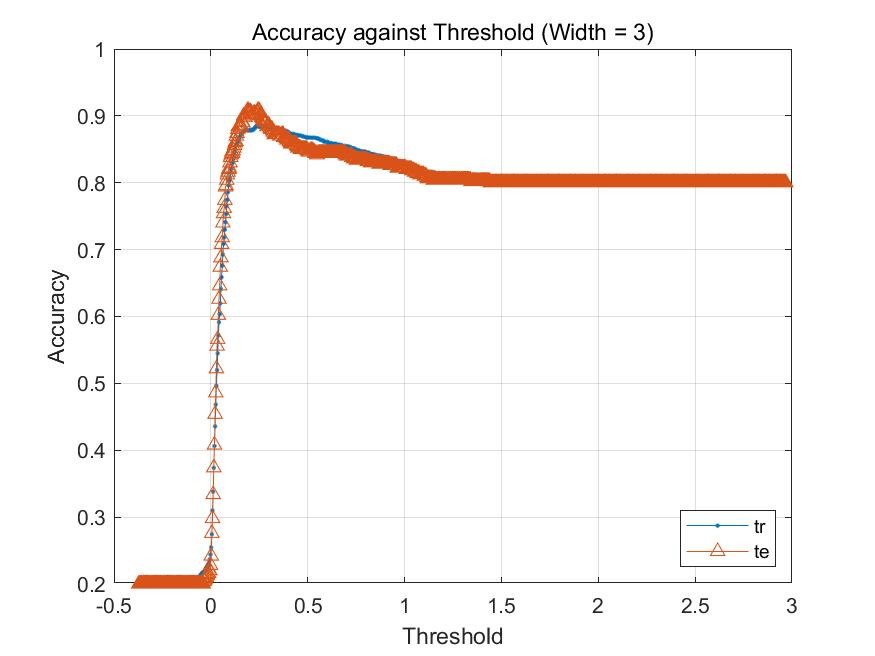 Accuracy against Threshold (Width = 3)
1
0.9
0.8
0.7
0.6
0.5
0.4
0.3
0.2
Accuracy
tr
te
-0.5 0 0.5 1 1.5 2 2.5 3
Threshold